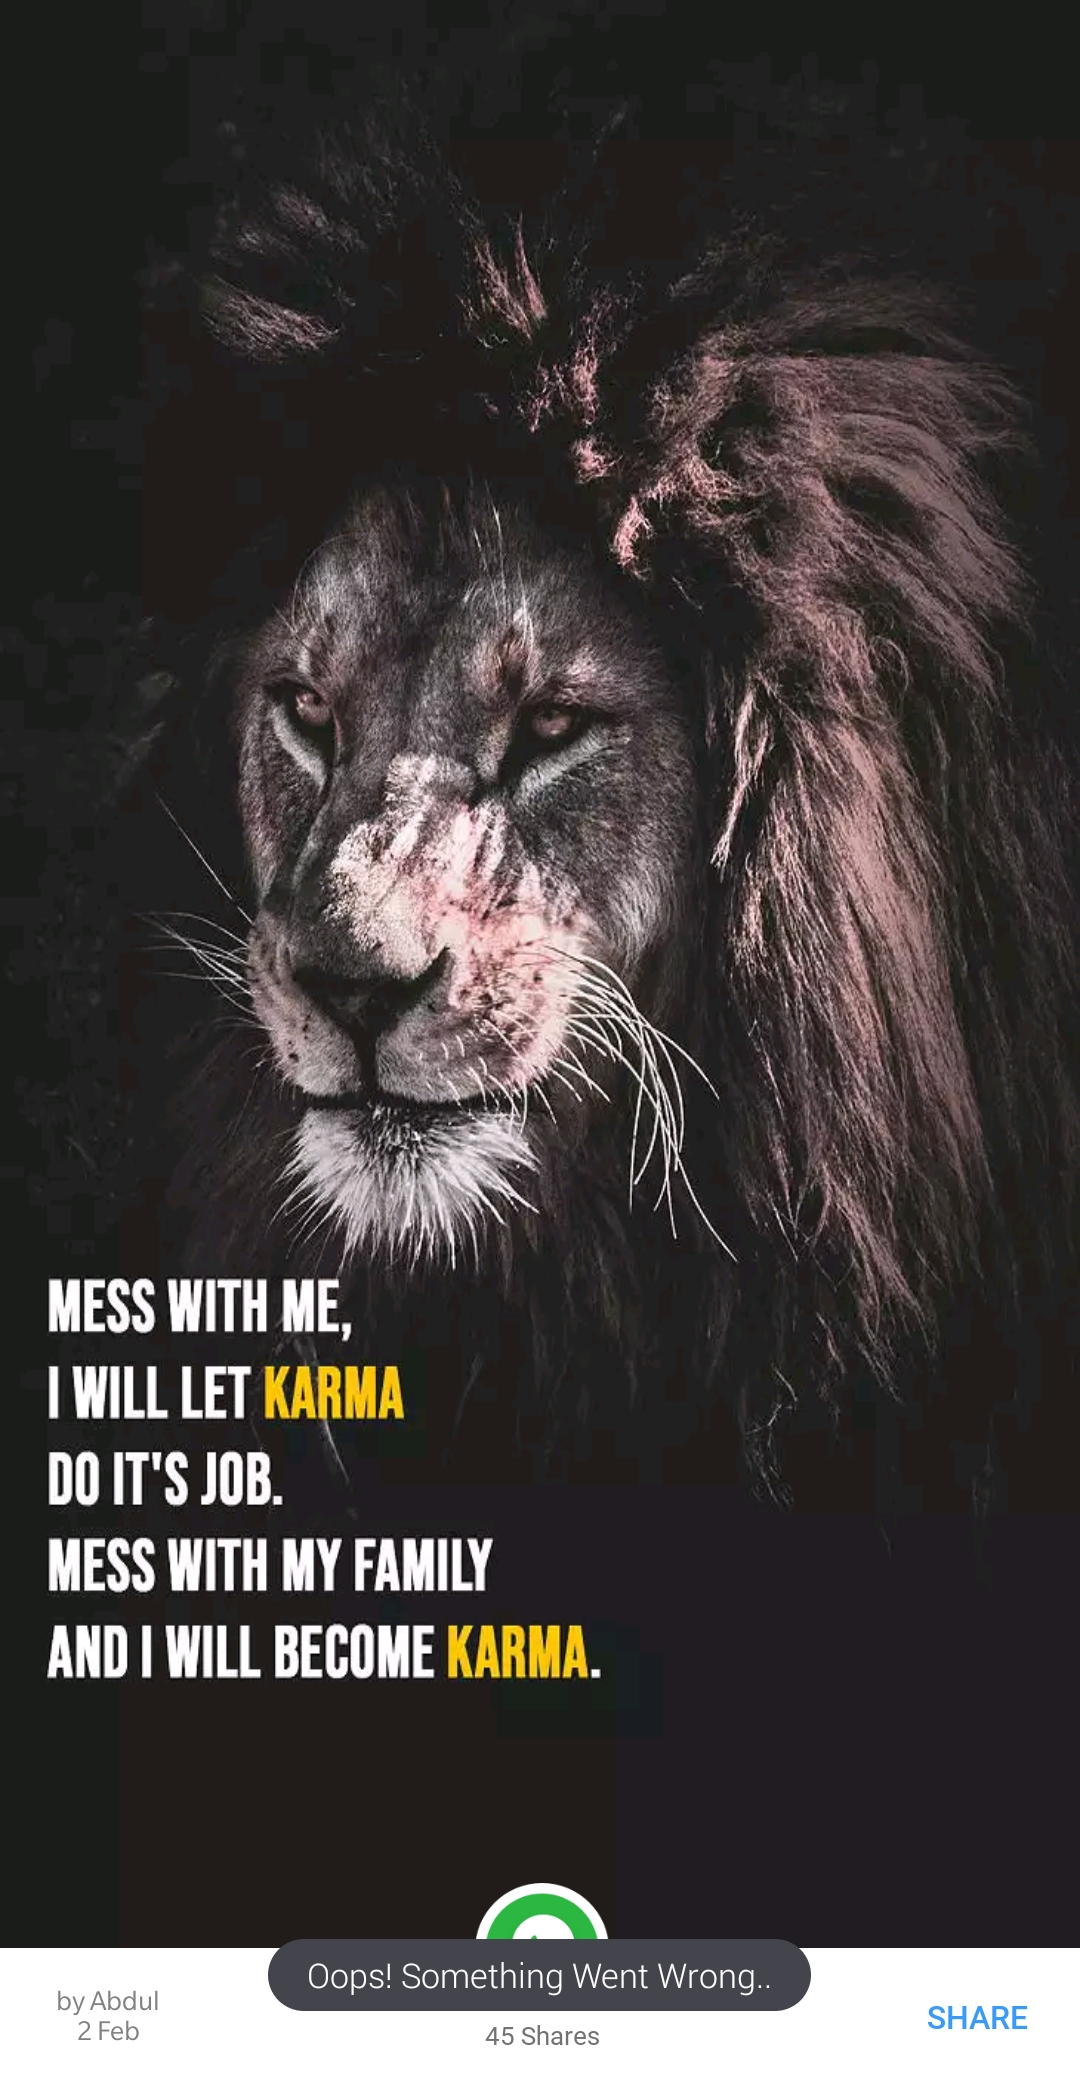 MESS WITH ME,
I WILL LET KARMA
DO IT'S JOB.
MESS WITH MY FAMILY
AND I WILL BECOME KARMA.
Oops! Something Went Wrong..
by Abdul
2 Feb
45 Shares
SHARE